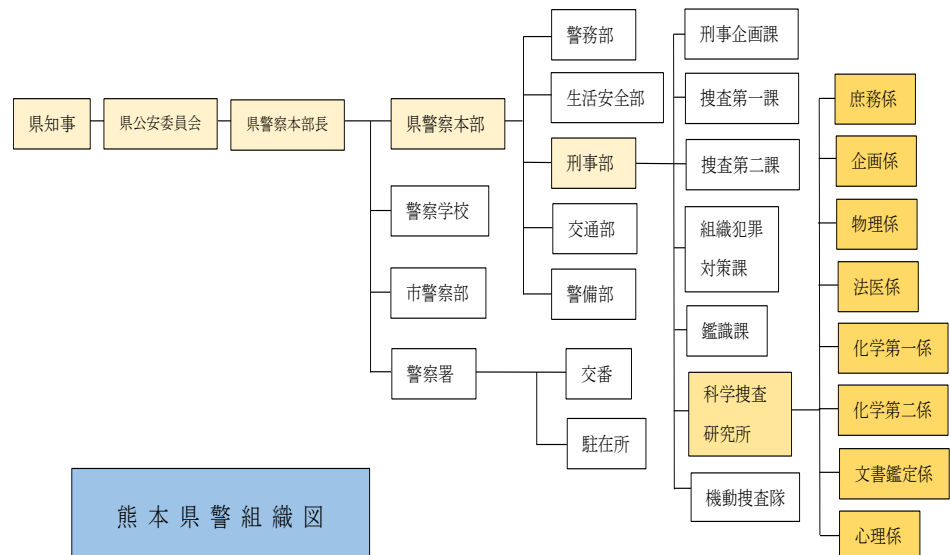 県知事
県公安委員会
県警察本部長
県警察本部
警察学校
市警察部
警察署
交番
駐在所
警務部
生活安全部
刑事部
交通部
警備部
刑事企画課
捜査第一課
捜査第二課
組織犯罪
対策課
鑑識課
科学捜査
研究所
機動捜査隊
庶務係
企画係
物理係
法医係
化学第一係
化学第二係
文書鑑定係
心理係
熊本県警組織図